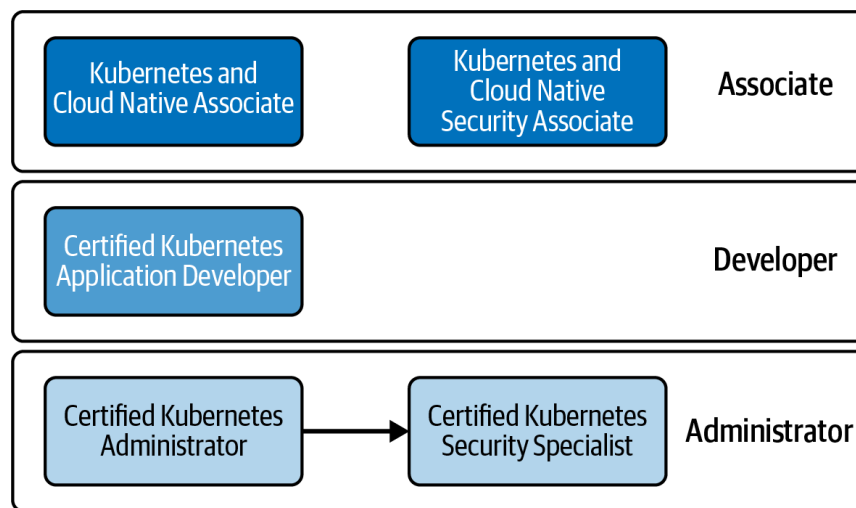 Kubernetes and
Cloud Native Associate
Kubernetes and
Cloud Native
Security Associate
Associate
Certified Kubernetes
Application Developer
Developer
Certified Kubernetes
Administrator
Certified Kubernetes
Security Specialist
Administrator